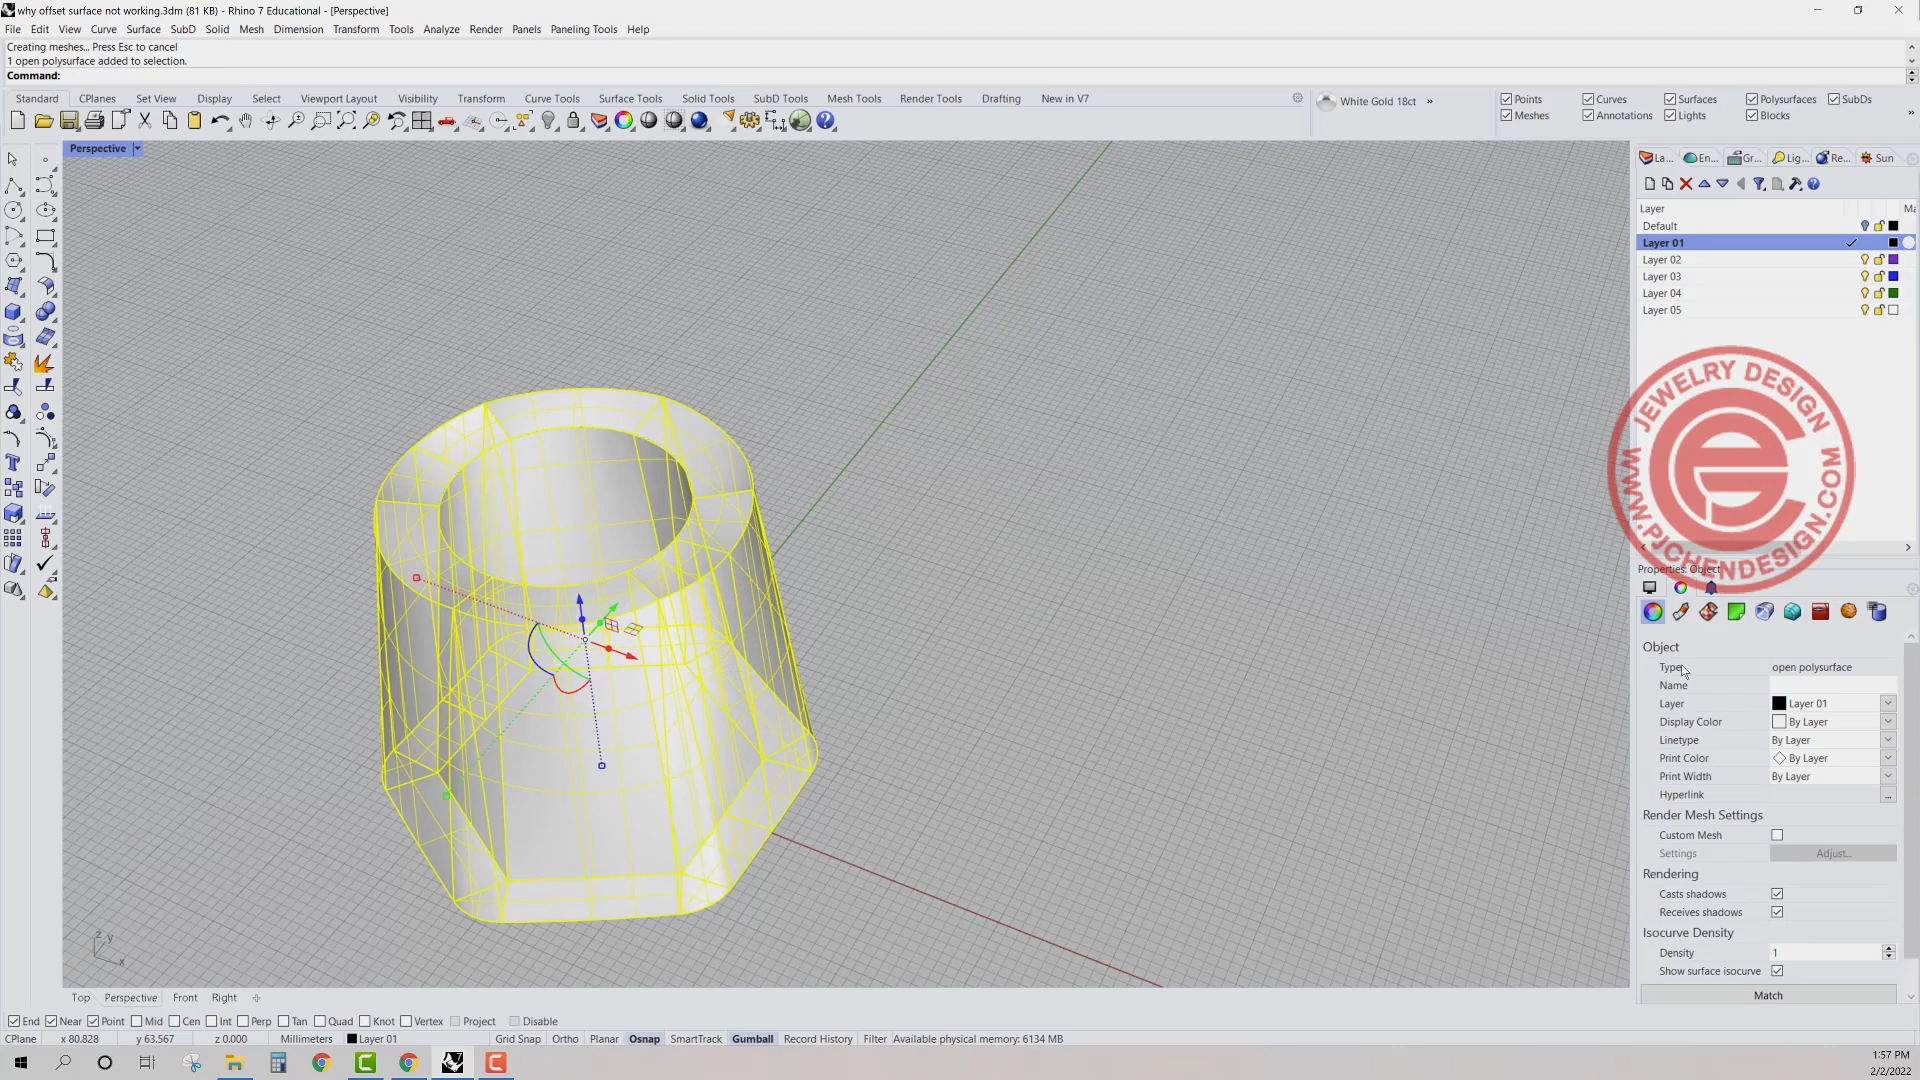 why offset surface not working.3dm (81 KB) - Rhino 7 Educational - [Perspective]
File Edit View Curve Surface SubD Solid Mesh Dimension Transform Tools Analyze Render Panels Paneling Tools Help
Creating meshes... Press Esc to cancel
1 open polysurface added to selection.
Command:
Standard CPlanes Set View Display Select Viewport Layout Visibility Transform Curve Tools Surface Tools Solid Tools SubD Tools Mesh Tools Render Tools Drafting New in V7
White Gold 18ct »
Points Curves Surfaces Polysurfaces SubDs
Meshes Annotations Lights Blocks
Perspective
La... En... Gr... Lig... Re... Sun
Layer Ma
Default
Layer 01
Layer 02
Layer 03
Layer 04
Layer 05
JEWELRY DESIGN
WWW.PJCHENDESIGN.COM
Properties: Object
Object
Type open polysurface
Name
Layer Layer 01
Display Color By Layer
Linetype By Layer
Print Color By Layer
Print Width By Layer
Hyperlink ...
Render Mesh Settings
Custom Mesh
Settings Adjust...
Rendering
Casts shadows
Receives shadows
Isocurve Density
Density 1
Show surface isocurve
Match
z y
x
Top Perspective Front Right
End Near Point Mid Cen Int Perp Tan Quad Knot Vertex Project Disable
CPlane x 80.828 y 63.567 z 0.000 Millimeters Layer 01 Grid Snap Ortho Planar Osnap SmartTrack Gumball Record History Filter Available physical memory: 6134 MB
1:57 PM
2/2/2022